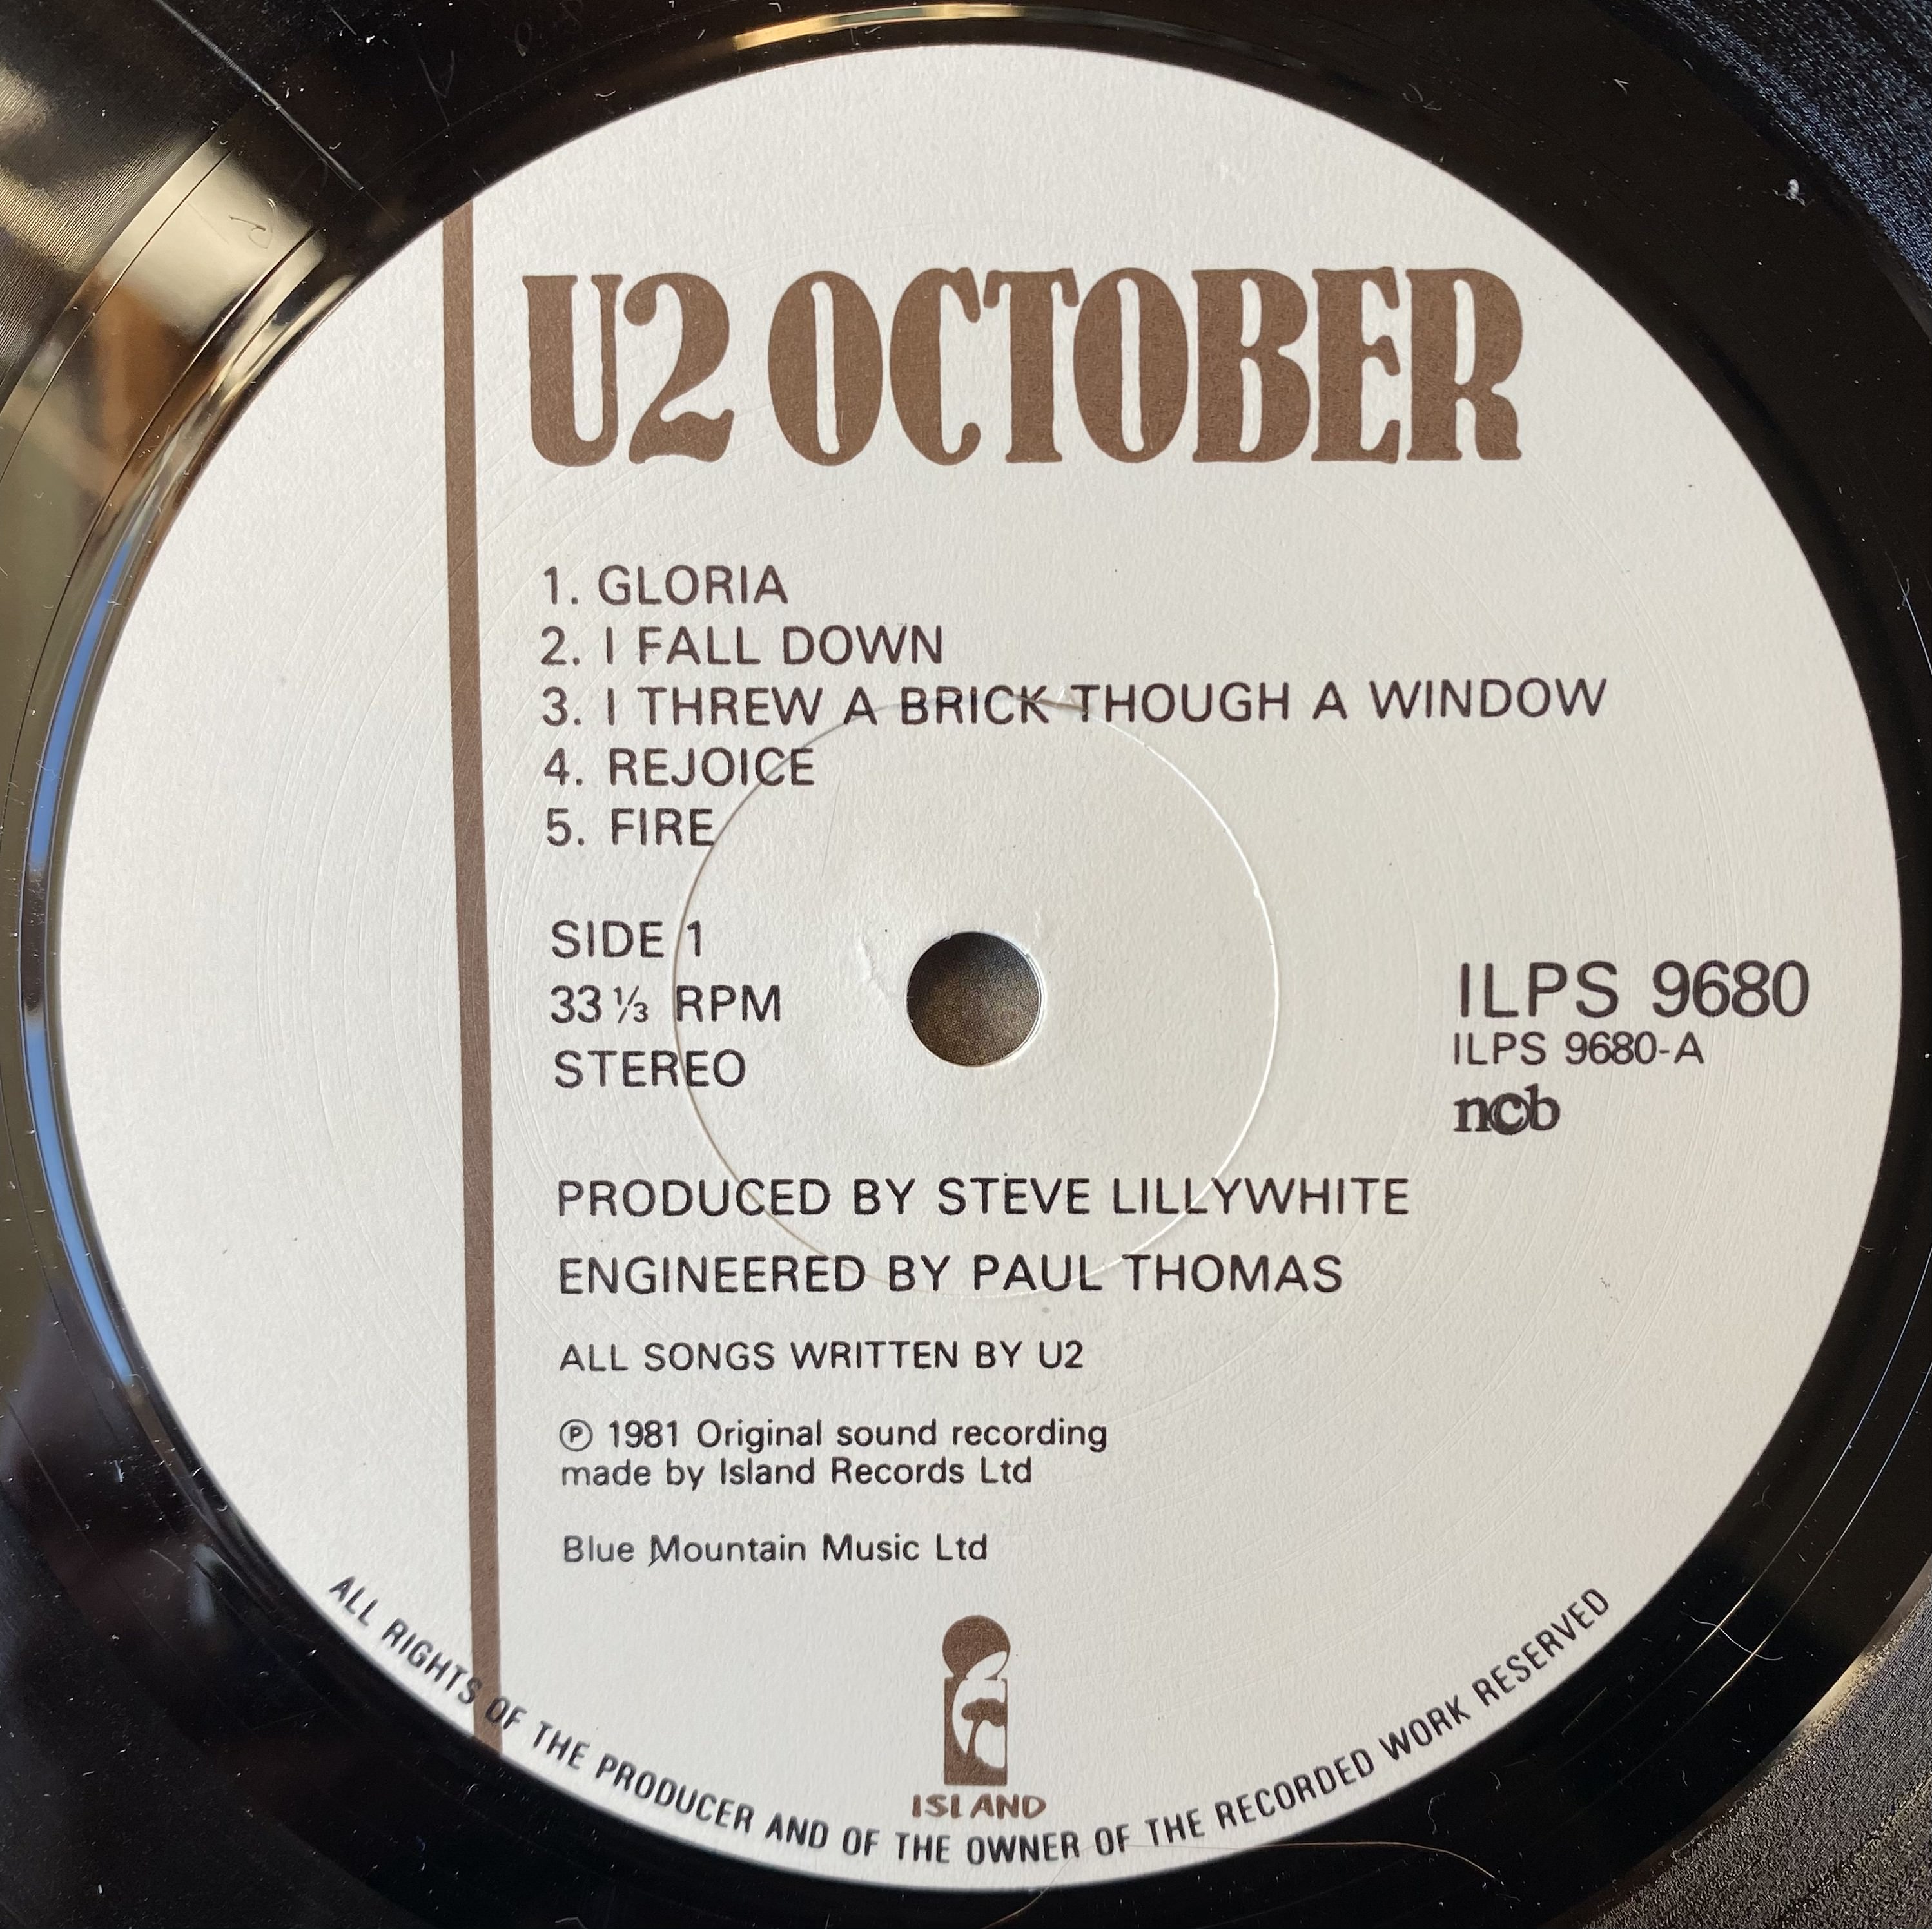 U2 OCTOBER
1. GLORIA
2. I FALL DOWN
3. I THREW A BRICK THOUGH A WINDOW
4. REJOICE
5. FIRE
SIDE 1
33 ⅓ RPM
STEREO
ILPS 9680
ILPS 9680-A
ncb
PRODUCED BY STEVE LILLYWHITE
ENGINEERED BY PAUL THOMAS
ALL SONGS WRITTEN BY U2
Ⓟ 1981 Original sound recording
made by Island Records Ltd
Blue Mountain Music Ltd
ISLAND
ALL RIGHTS OF THE PRODUCER AND OF THE OWNER OF THE RECORDED WORK RESERVED